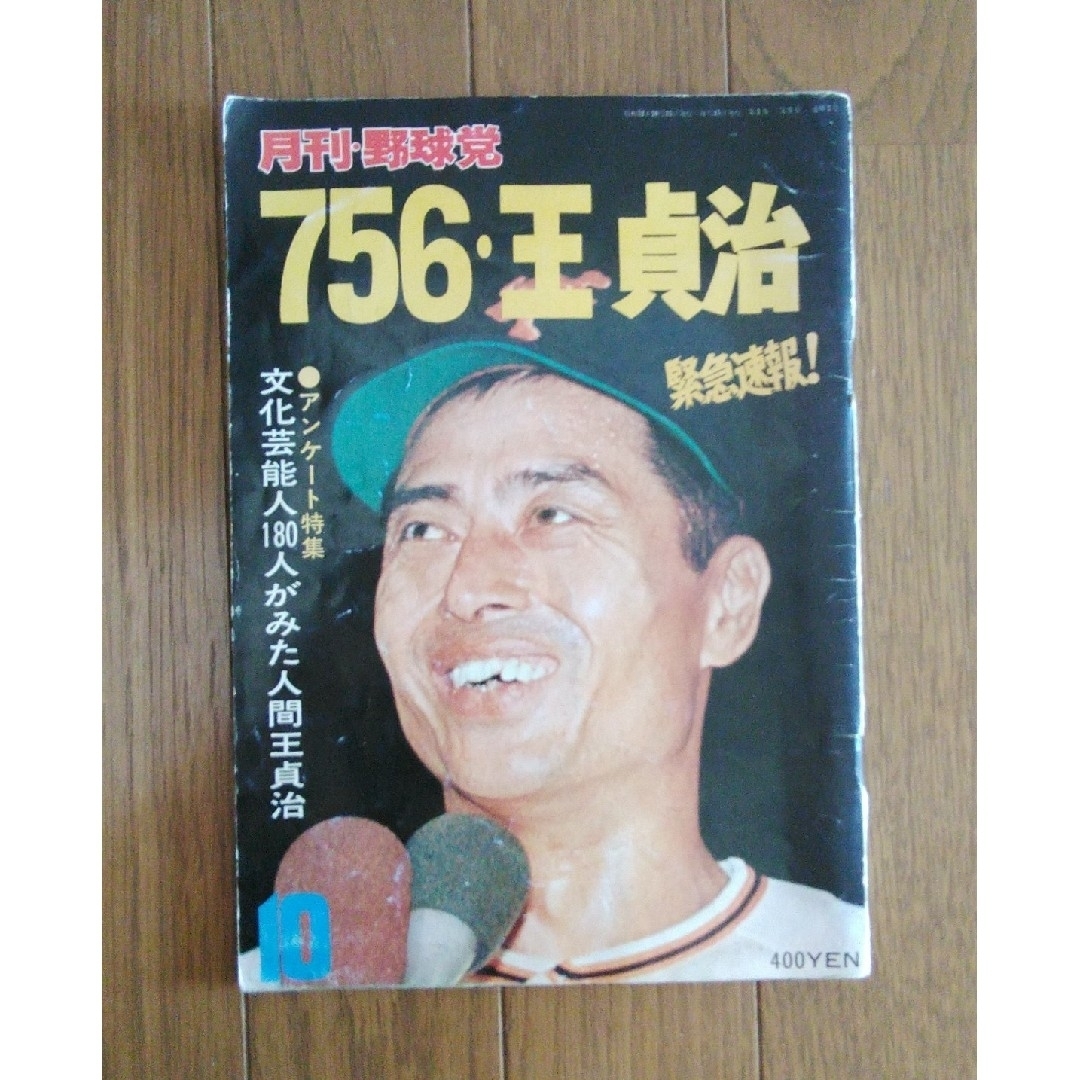 月刊・野球党
756・王貞治
緊急速報!
●アンケート特集
文化芸能人180人がみた人間王貞治
10
400YEN